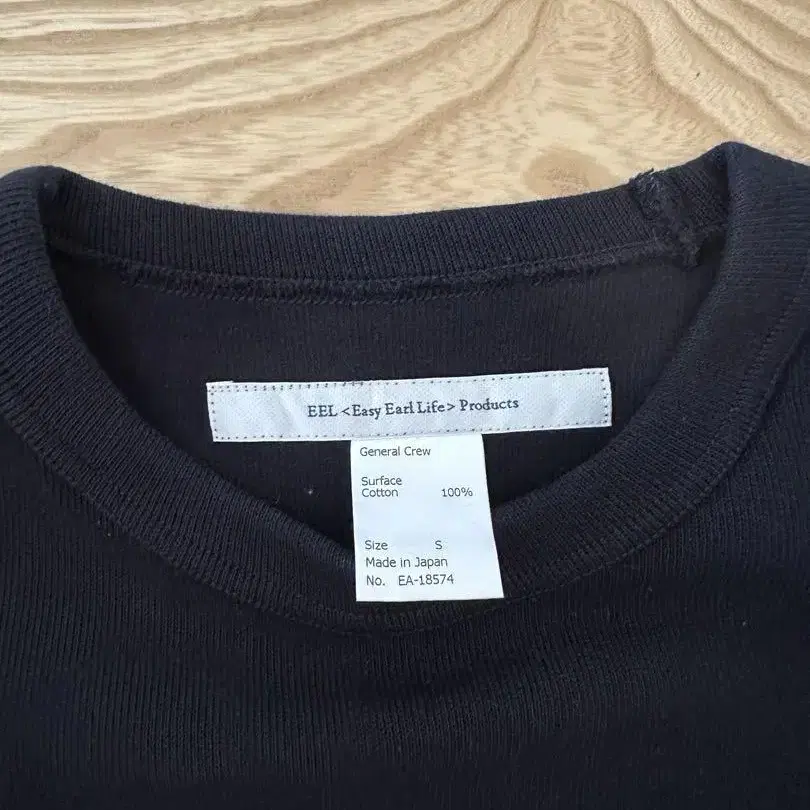 EEL <Easy Earl Life> Products
General Crew
Surface
Cotton 100%
Size S
Made in Japan
No. EA-18574